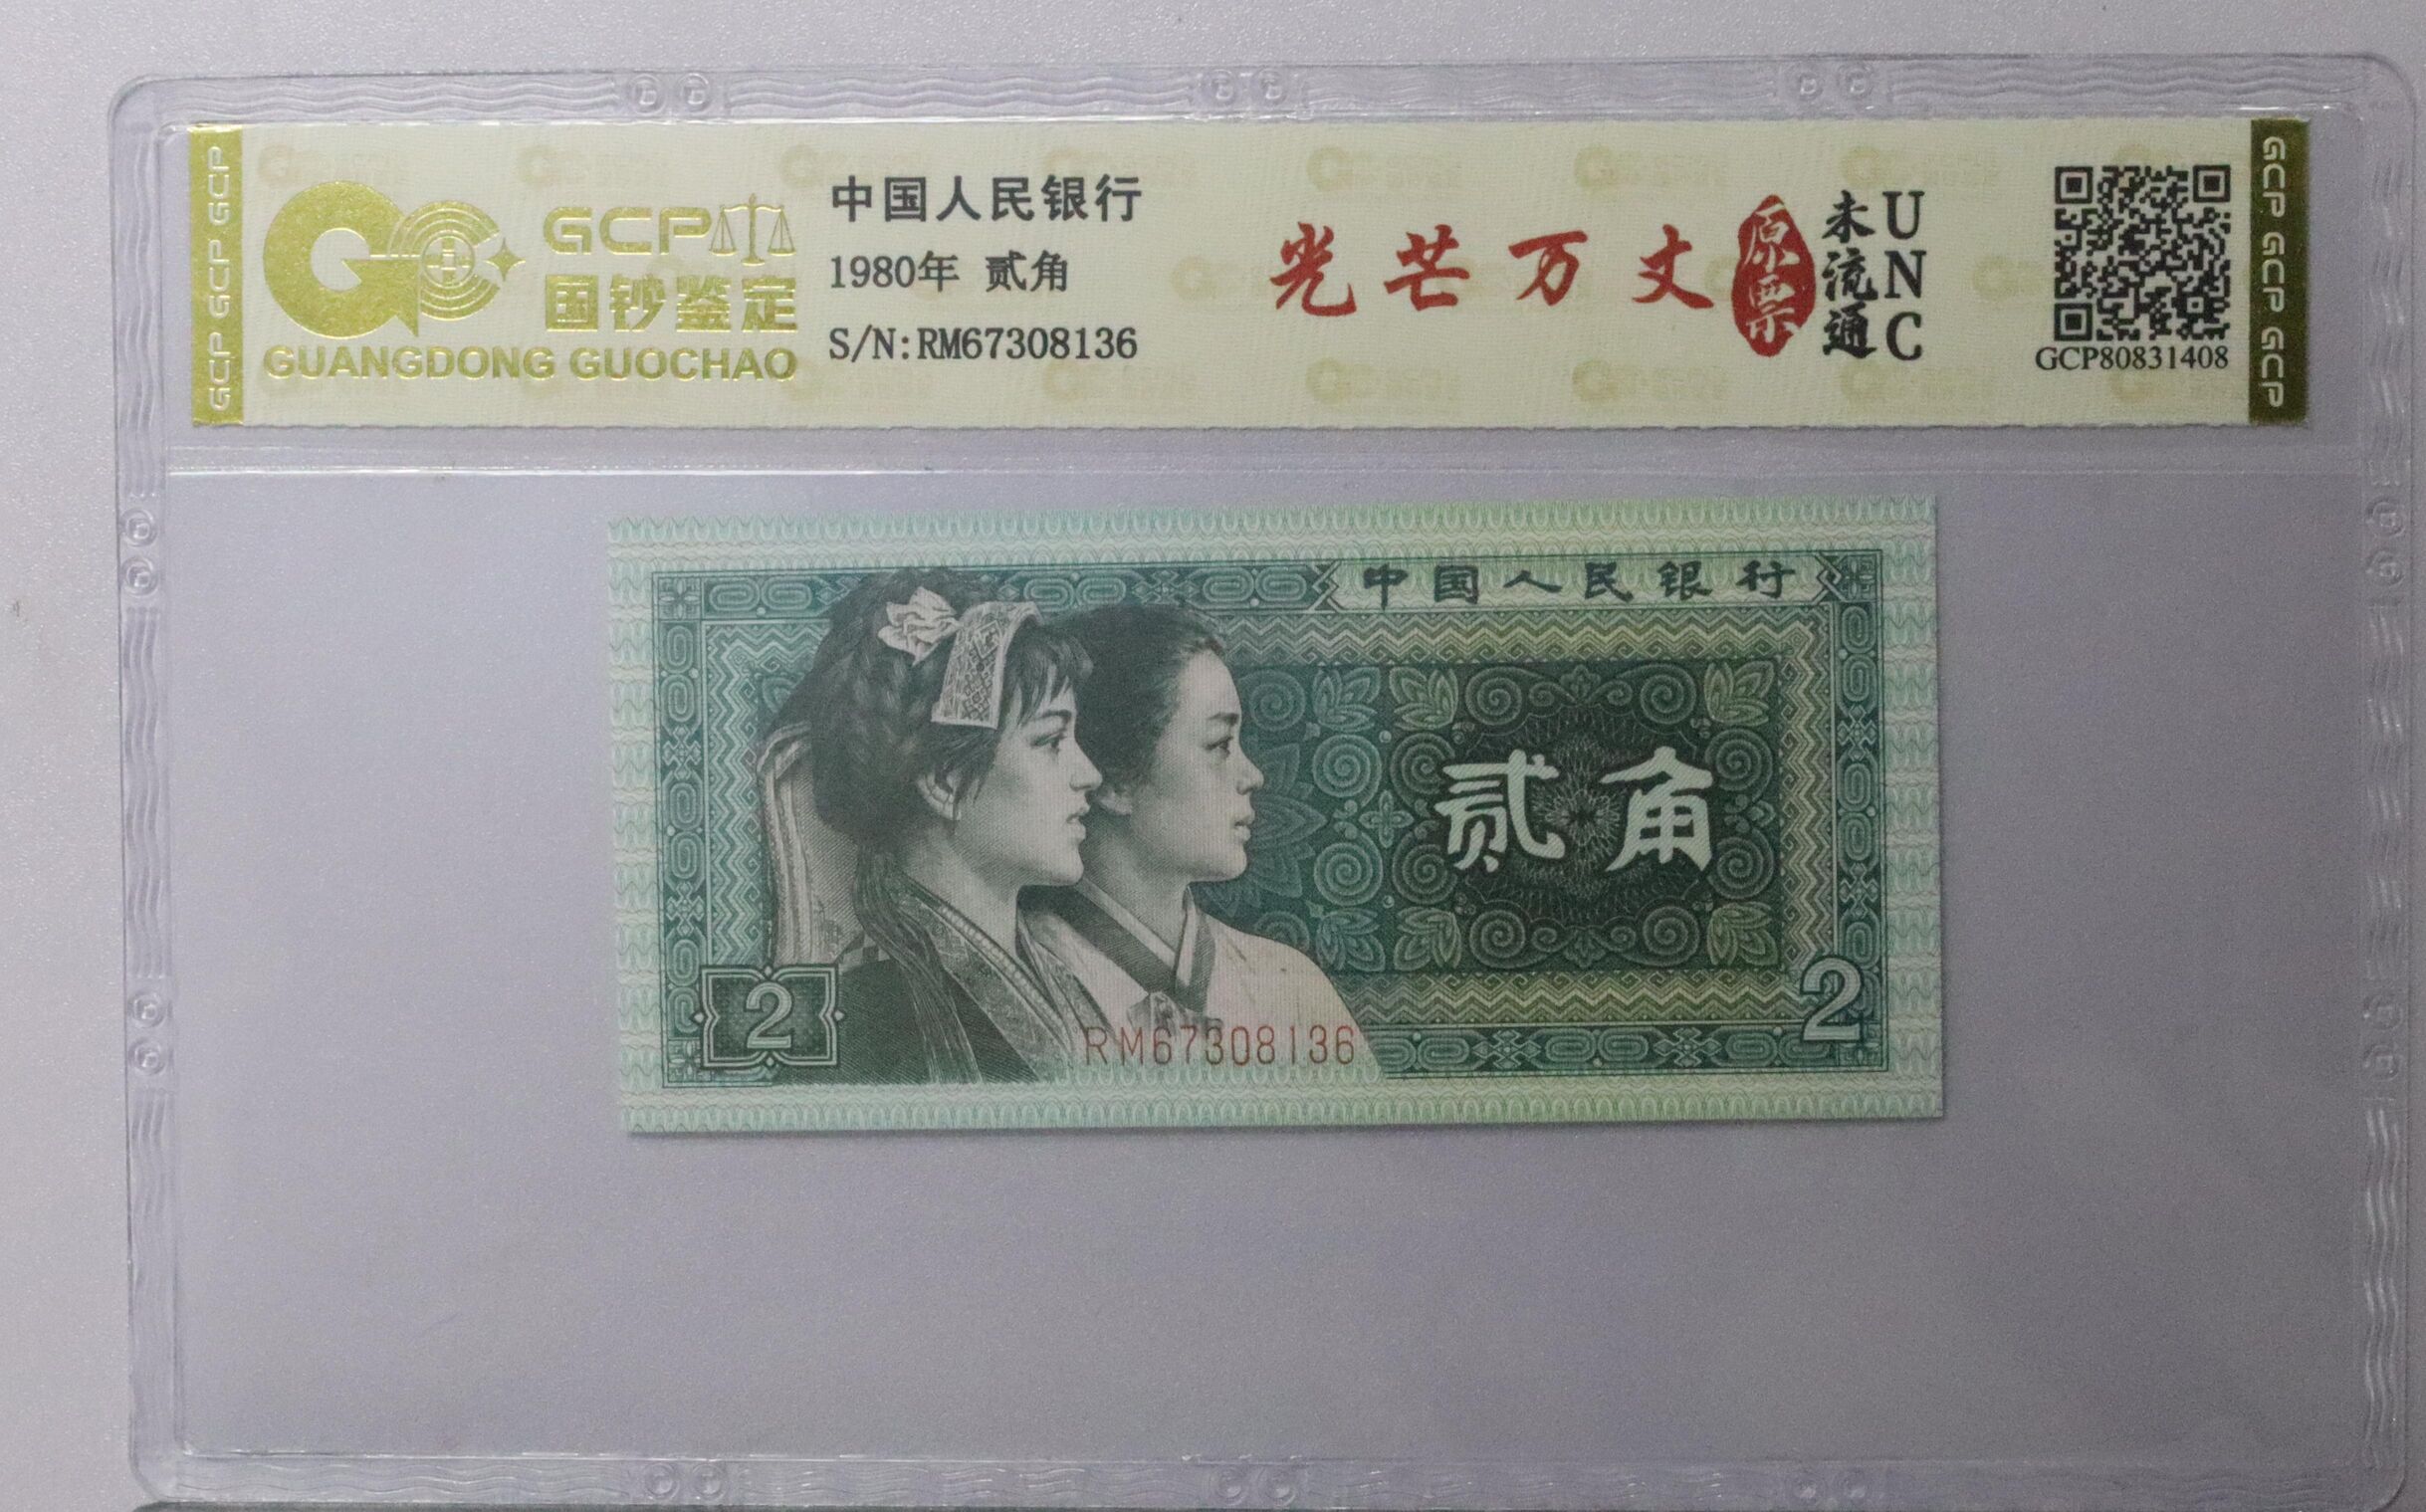 GCP GCP GCP
GCP
国钞鉴定
GUANGDONG GUOCHAO
中国人民银行
1980年 贰角
S/N:RM67308136
光芒万丈
原票
未流通
UNC
GCP80831408
GCP GCP GCP
中国人民银行
贰角
2
2
RM67308136